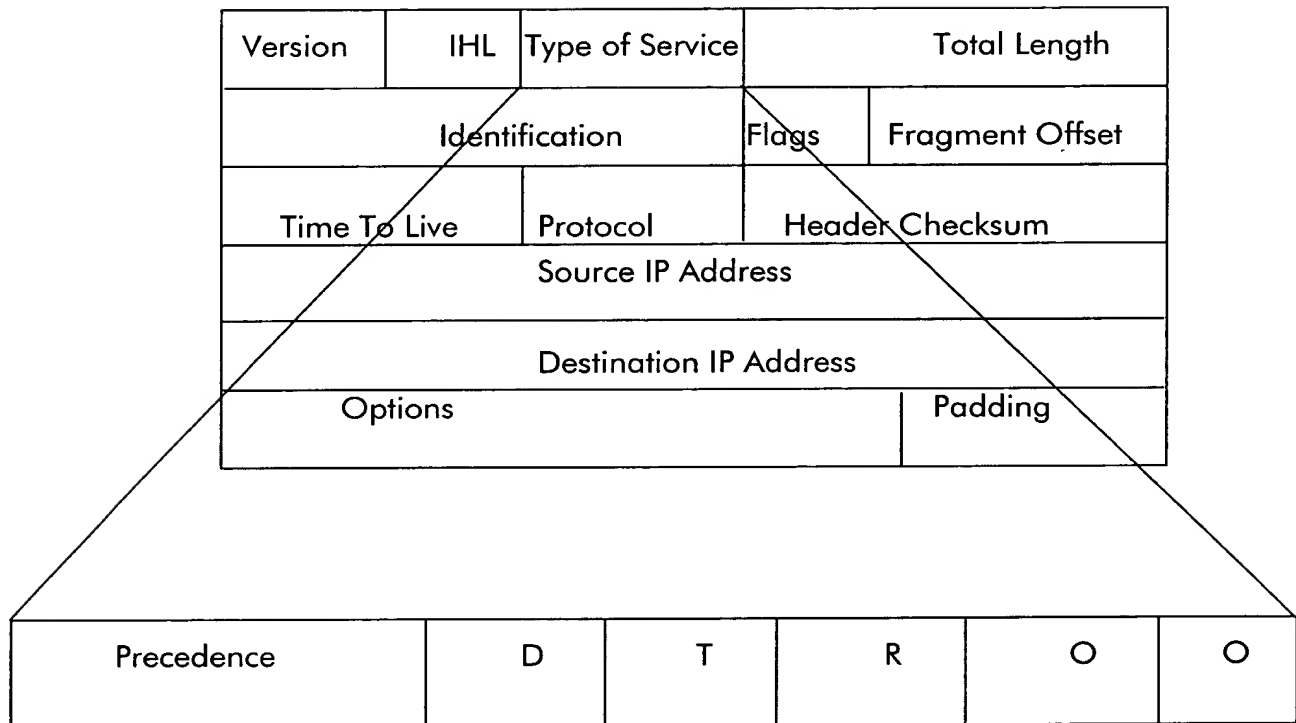 Version IHL Type of Service Total Length
Identification Flags Fragment Offset
Time To Live Protocol Header Checksum
Source IP Address
Destination IP Address
Options Padding
Precedence D T R O O